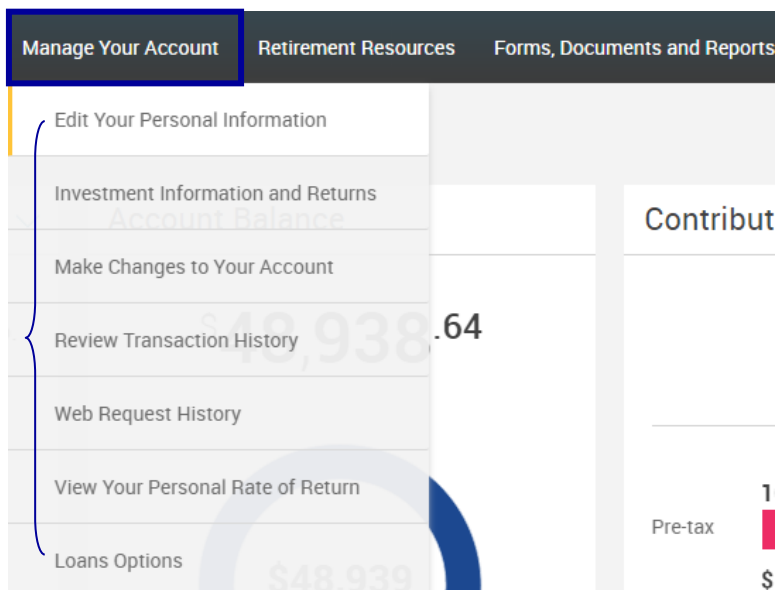 Manage Your Account Retirement Resources Forms, Documents and Reports
Edit Your Personal Information
Investment Information and Returns
Account Balance
Contribut
Make Changes to Your Account
$48,938.64
Review Transaction History
Web Request History
View Your Personal Rate of Return
1
Pre-tax
Loans Options
$48,939
$